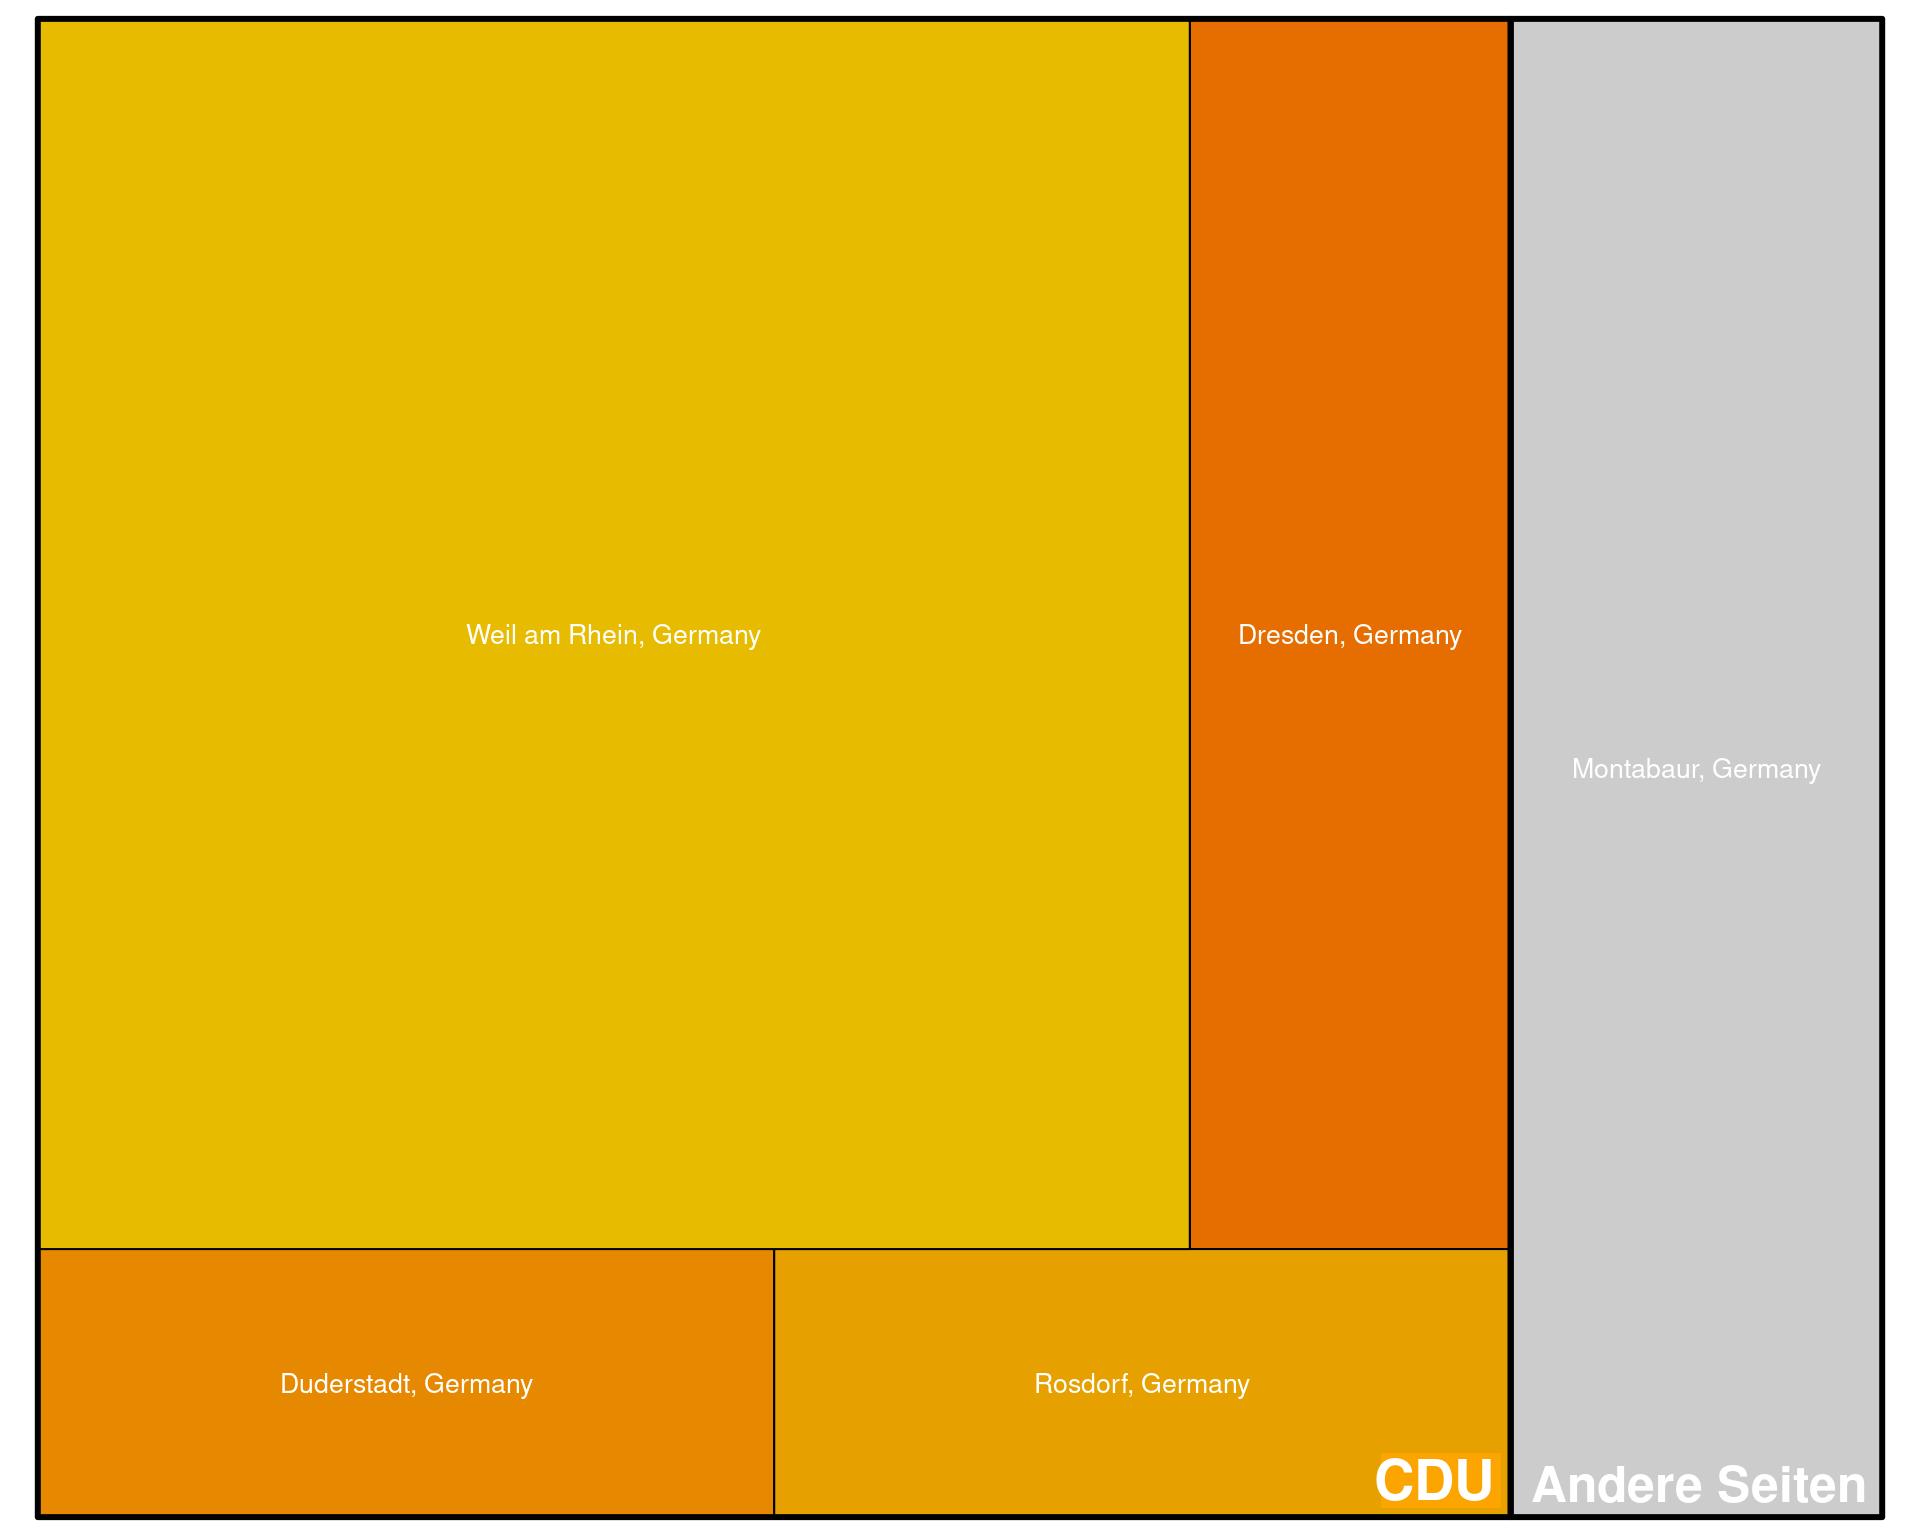 Weil am Rhein, Germany
Dresden, Germany
Montabaur, Germany
Duderstadt, Germany
Rosdorf, Germany
CDU
Andere Seiten